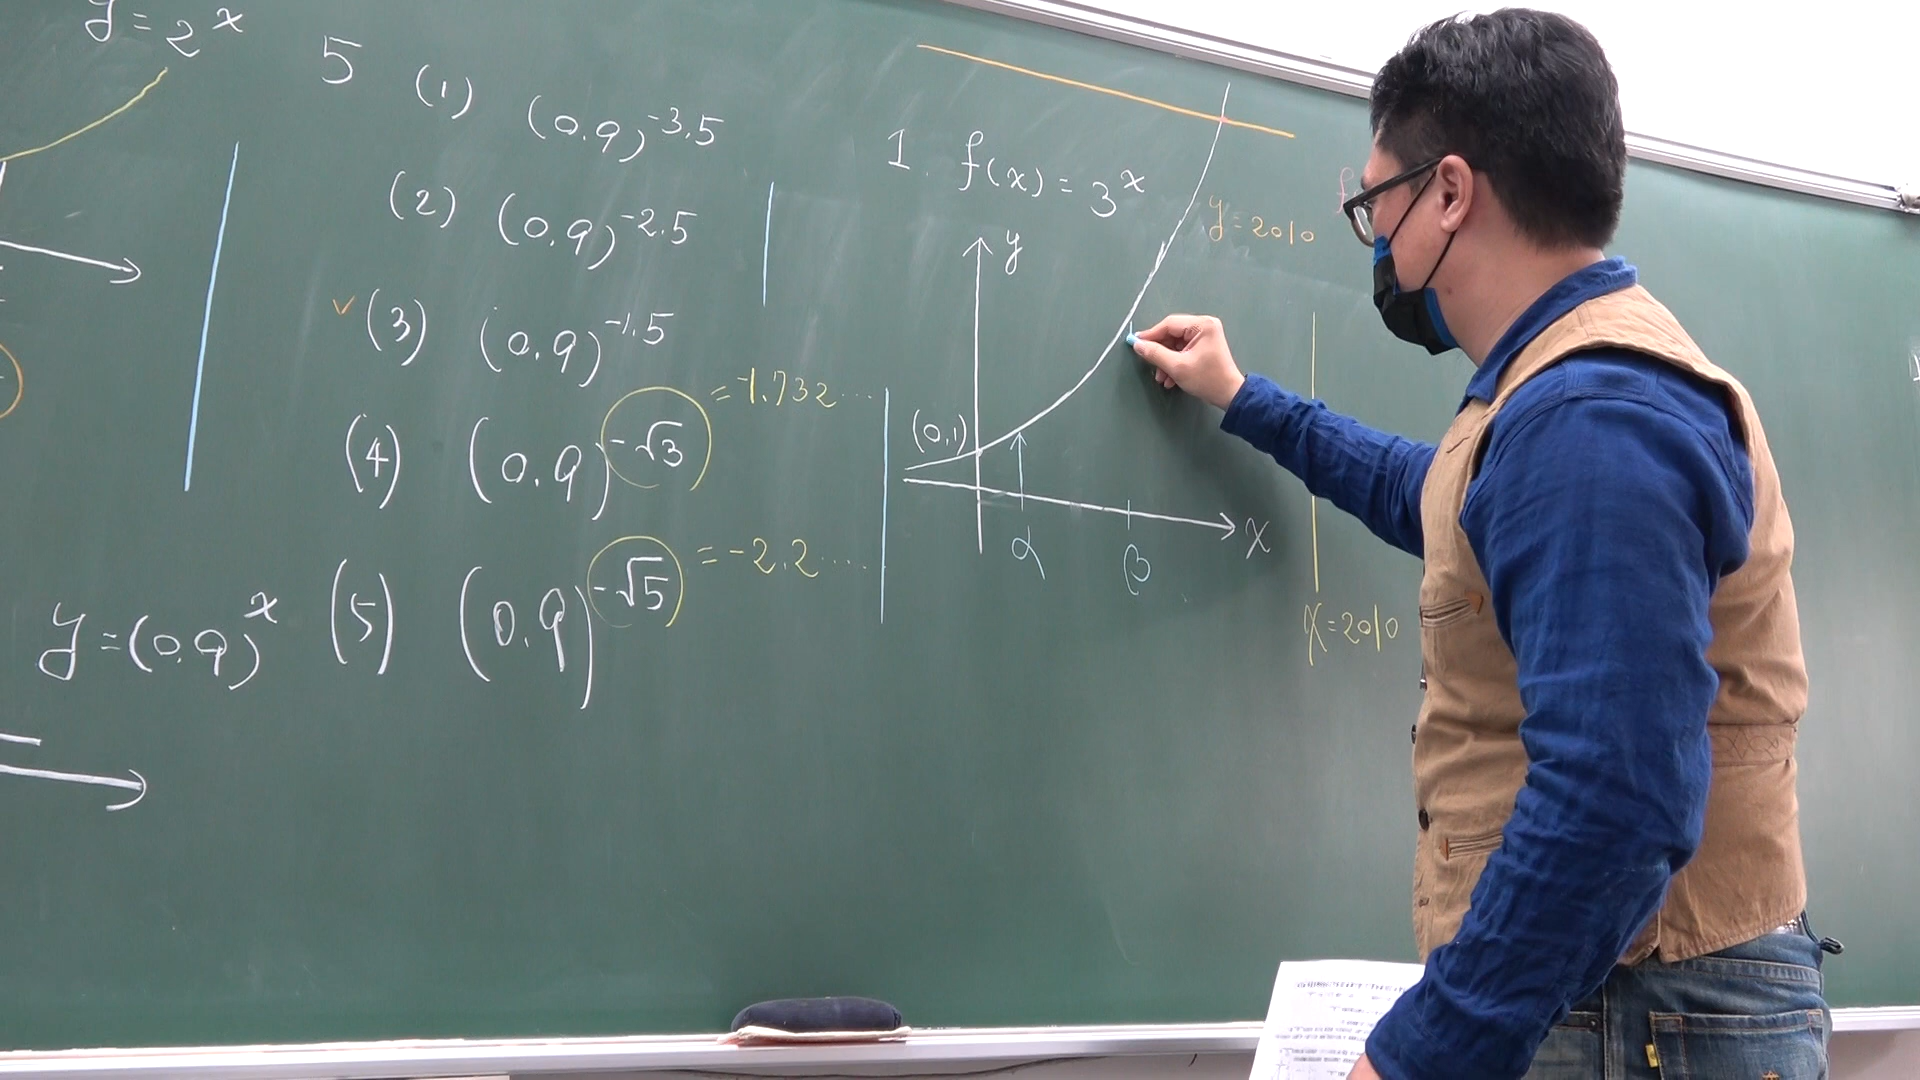 y = 2^x
5 (1) (0.9)^-3.5
(2) (0.9)^-2.5
✓ (3) (0.9)^-1.5
(4) (0.9)^-√3 = -1.732...
(5) (0.9)^-√5 = -2.2...
y = (0.9)^x
1. f(x) = 3^x
y
y = 2010
(0,1)
x
α
β
x = 2010
f